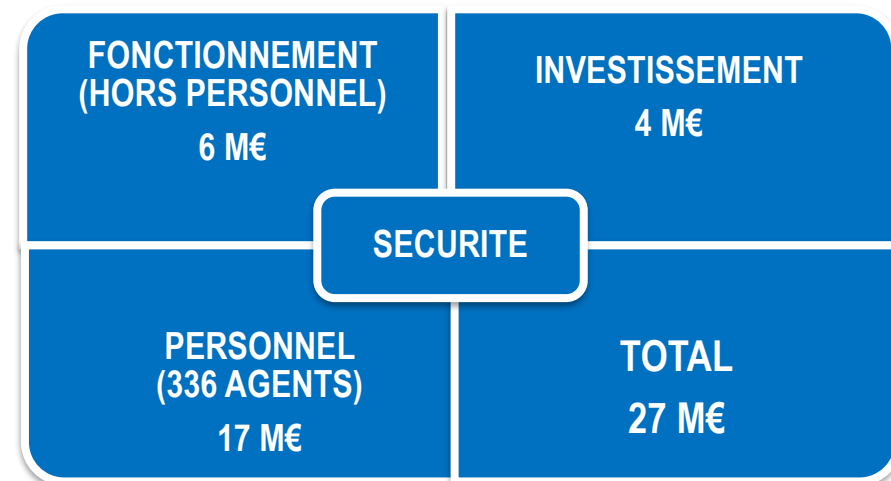 FONCTIONNEMENT
(HORS PERSONNEL)
6 M€
INVESTISSEMENT
4 M€
SECURITE
PERSONNEL
(336 AGENTS)
17 M€
TOTAL
27 M€